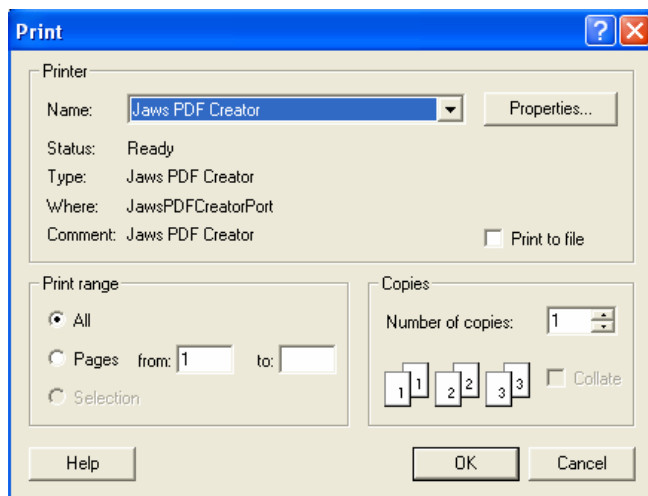 Print
Printer
Name: Jaws PDF Creator Properties...
Status: Ready
Type: Jaws PDF Creator
Where: JawsPDFCreatorPort
Comment: Jaws PDF Creator Print to file
Print range
All
Pages from: 1 to:
Selection
Copies
Number of copies: 1
1 1 2 2 3 3 Collate
Help OK Cancel